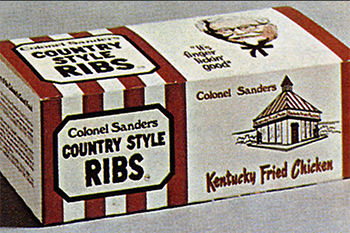 Colonel Sanders
COUNTRY STYLE
RIBS
"It's
finger
lickin'
good"
Colonel Sanders
COUNTRY STYLE
RIBS
Colonel Sanders
Kentucky Fried Chicken